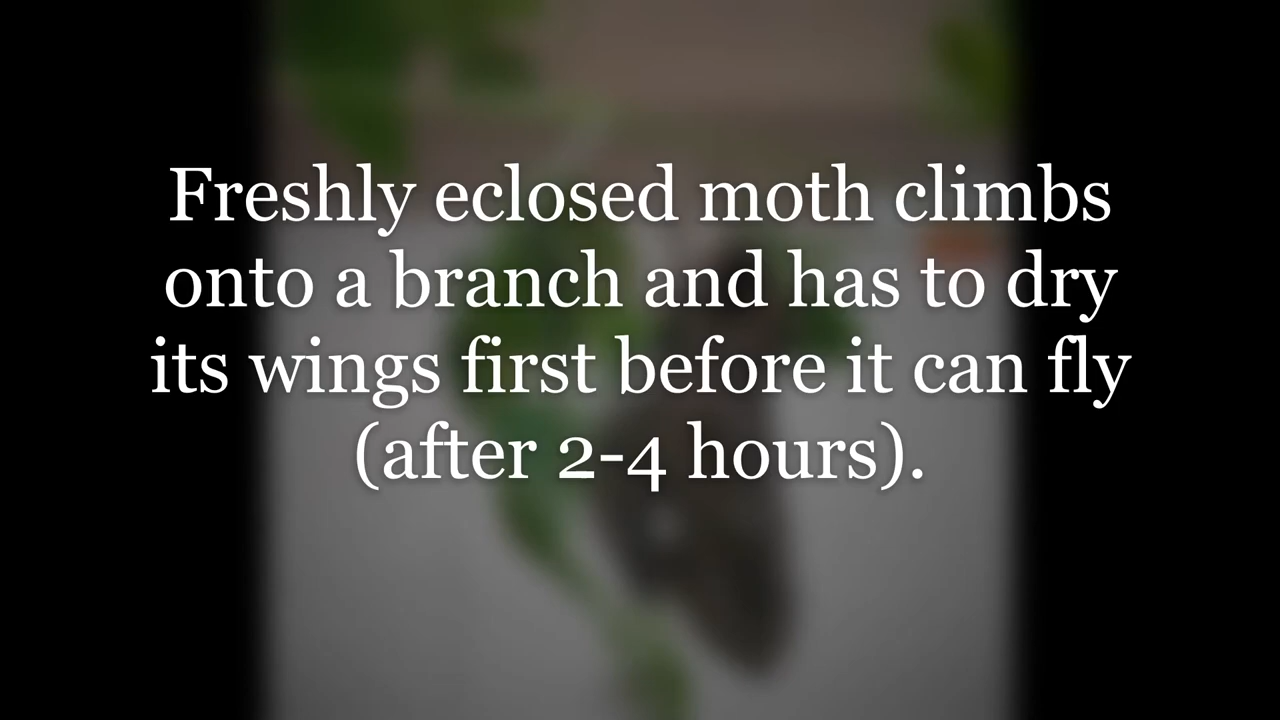 Freshly eclosed moth climbs
onto a branch and has to dry
its wings first before it can fly
(after 2-4 hours).